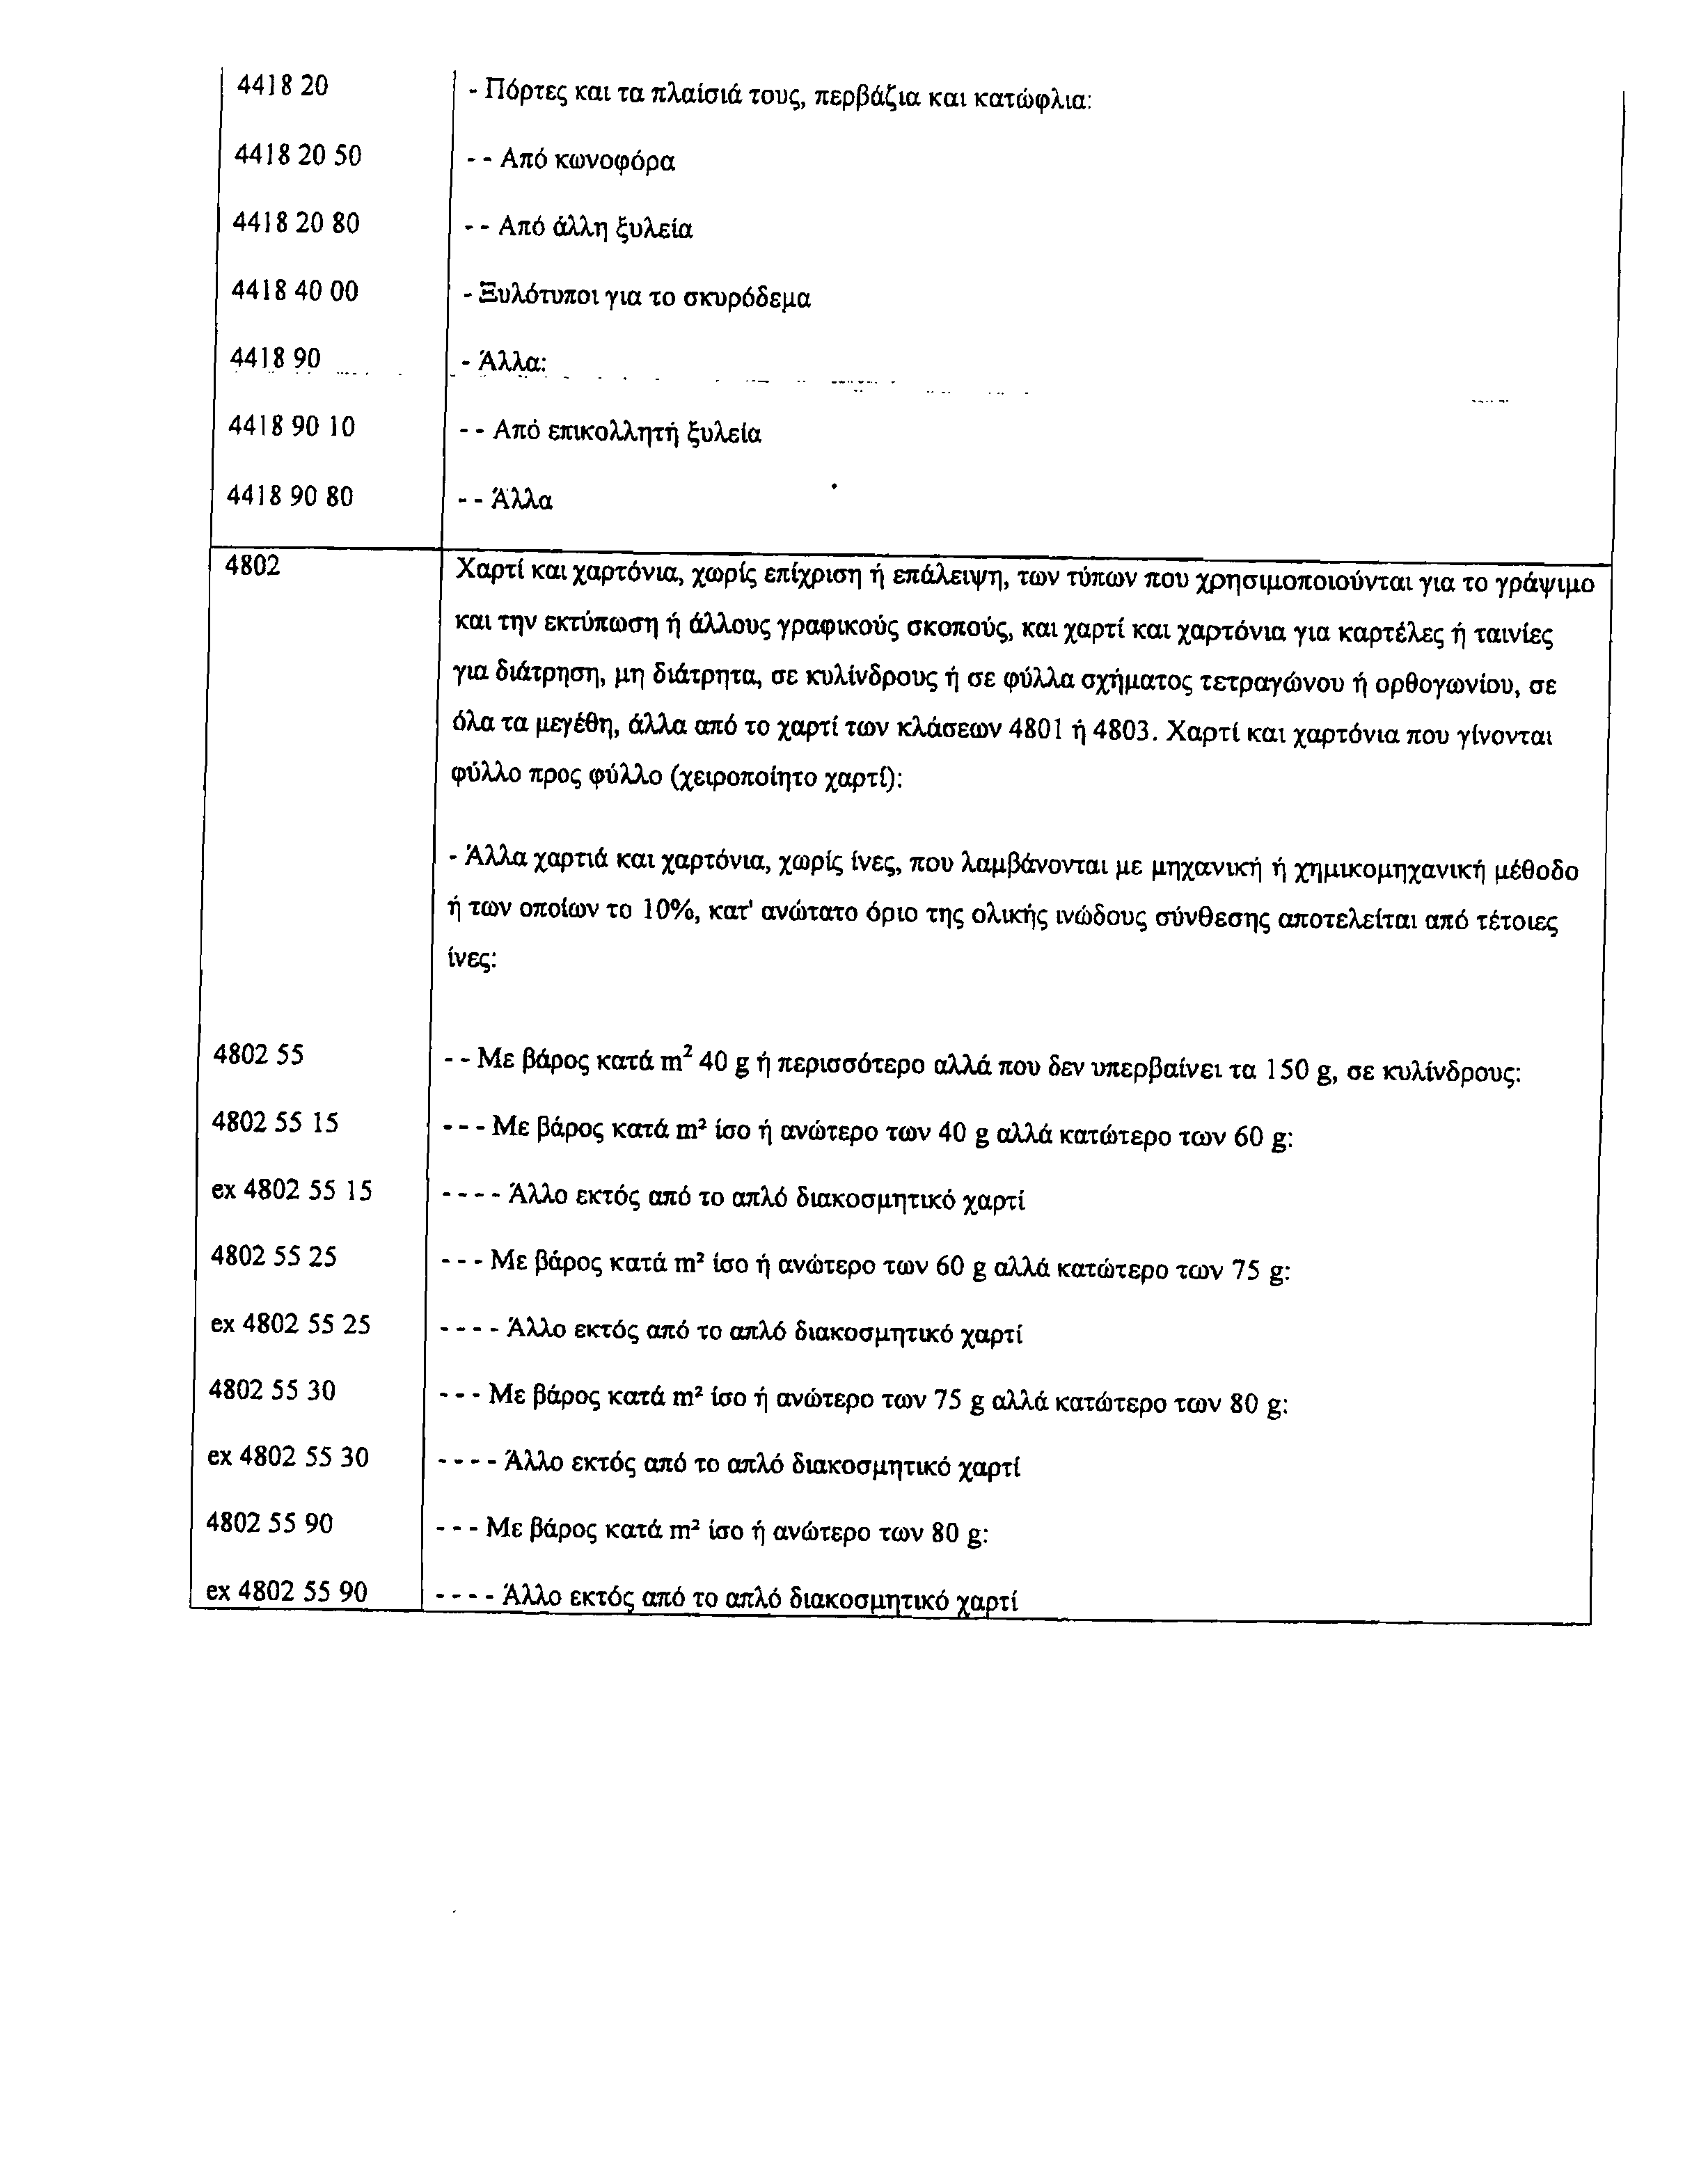 4418 20 - Πόρτες και τα πλαίσιά τους, περβάζια και κατώφλια:
4418 20 50 - - Από κωνοφόρα
4418 20 80 - - Από άλλη ξυλεία
4418 40 00 - Ξυλότυποι για το σκυρόδεμα
4418 90 - Άλλα:
4418 90 10 - - Από επικολλητή ξυλεία
4418 90 80 - - Άλλα
4802 Χαρτί και χαρτόνια, χωρίς επίχριση ή επάλειψη, των τύπων που χρησιμοποιούνται για το γράψιμο
και την εκτύπωση ή άλλους γραφικούς σκοπούς, και χαρτί και χαρτόνια για καρτέλες ή ταινίες
για διάτρηση, μη διάτρητα, σε κυλίνδρους ή σε φύλλα σχήματος τετραγώνου ή ορθογωνίου, σε
όλα τα μεγέθη, άλλα από το χαρτί των κλάσεων 4801 ή 4803. Χαρτί και χαρτόνια που γίνονται
φύλλο προς φύλλο (χειροποίητο χαρτί):
- Άλλα χαρτιά και χαρτόνια, χωρίς ίνες, που λαμβάνονται με μηχανική ή χημικομηχανική μέθοδο
ή των οποίων το 10%, κατ' ανώτατο όριο της ολικής ινώδους σύνθεσης αποτελείται από τέτοιες
ίνες:
4802 55 - - Με βάρος κατά m² 40 g ή περισσότερο αλλά που δεν υπερβαίνει τα 150 g, σε κυλίνδρους:
4802 55 15 - - - Με βάρος κατά m² ίσο ή ανώτερο των 40 g αλλά κατώτερο των 60 g:
ex 4802 55 15 - - - - Άλλο εκτός από το απλό διακοσμητικό χαρτί
4802 55 25 - - - Με βάρος κατά m² ίσο ή ανώτερο των 60 g αλλά κατώτερο των 75 g:
ex 4802 55 25 - - - - Άλλο εκτός από το απλό διακοσμητικό χαρτί
4802 55 30 - - - Με βάρος κατά m² ίσο ή ανώτερο των 75 g αλλά κατώτερο των 80 g:
ex 4802 55 30 - - - - Άλλο εκτός από το απλό διακοσμητικό χαρτί
4802 55 90 - - - Με βάρος κατά m² ίσο ή ανώτερο των 80 g:
ex 4802 55 90 - - - - Άλλο εκτός από το απλό διακοσμητικό χαρτί